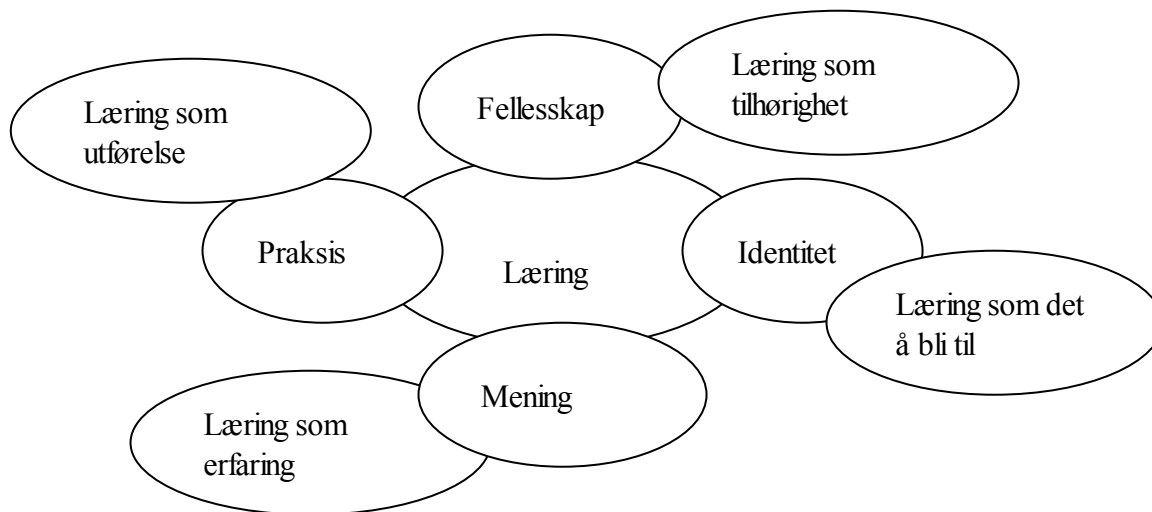 Læring som
tilhørighet
Fellesskap
Læring som
utførelse
Praksis
Læring
Identitet
Læring som det
å bli til
Mening
Læring som
erfaring